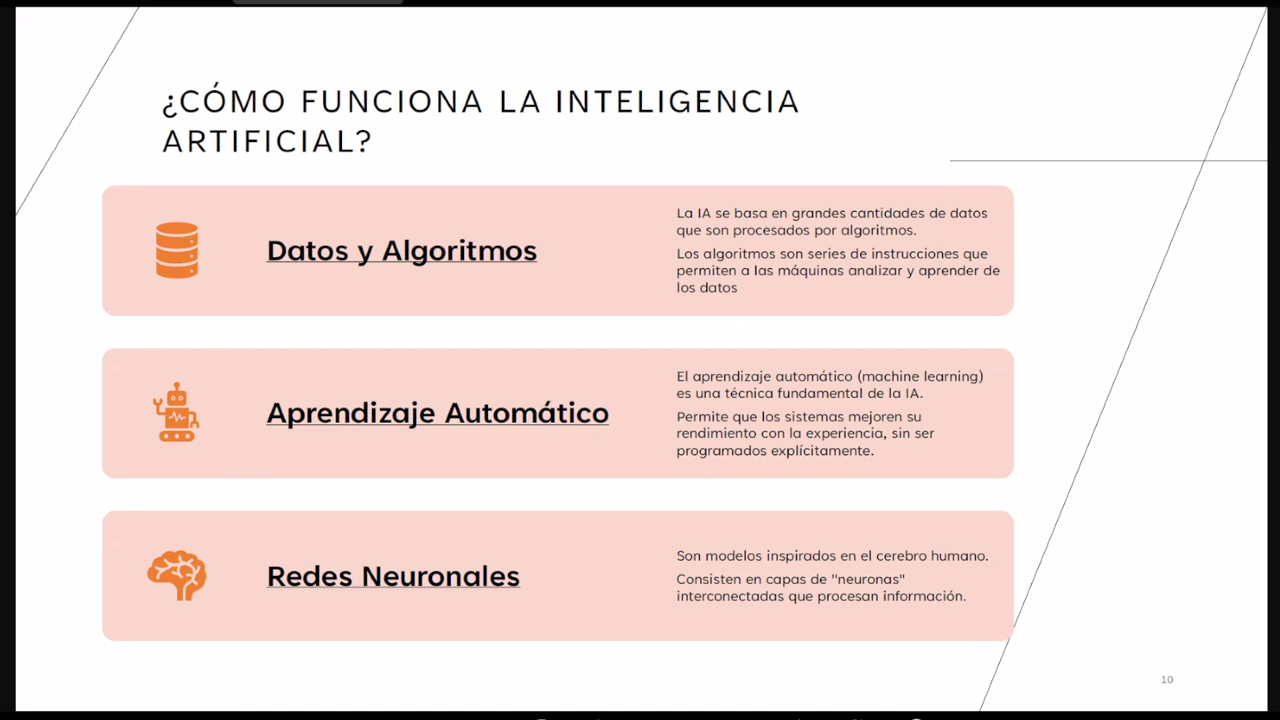 ¿CÓMO FUNCIONA LA INTELIGENCIA
ARTIFICIAL?
Datos y Algoritmos
La IA se basa en grandes cantidades de datos
que son procesados por algoritmos.
Los algoritmos son series de instrucciones que
permiten a las máquinas analizar y aprender de
los datos
Aprendizaje Automático
El aprendizaje automático (machine learning)
es una técnica fundamental de la IA.
Permite que los sistemas mejoren su
rendimiento con la experiencia, sin ser
programados explícitamente.
Redes Neuronales
Son modelos inspirados en el cerebro humano.
Consisten en capas de "neuronas"
interconectadas que procesan información.
10